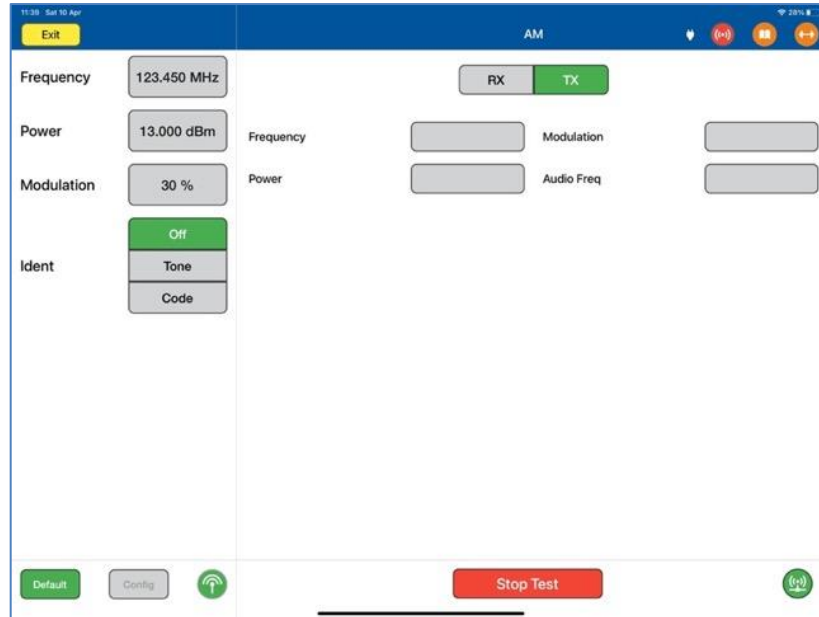 11:39 Sat 10 Apr
28%
Exit
AM
Frequency
123.450 MHz
RX
TX
Power
13.000 dBm
Frequency
Modulation
Modulation
30 %
Power
Audio Freq
Off
Ident
Tone
Code
Default
Config
Stop Test